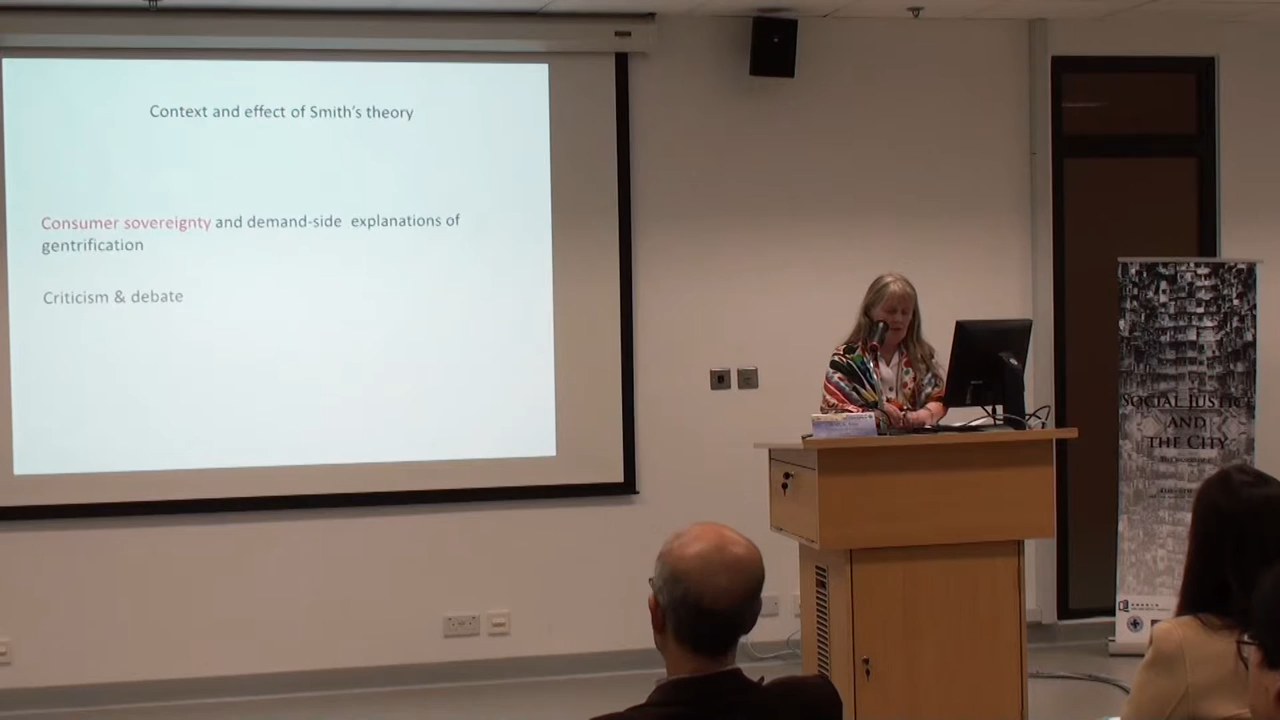 Context and effect of Smith's theory
Consumer sovereignty and demand-side explanations of
gentrification
Criticism & debate
SOCIAL JUSTICE
AND
THE CITY